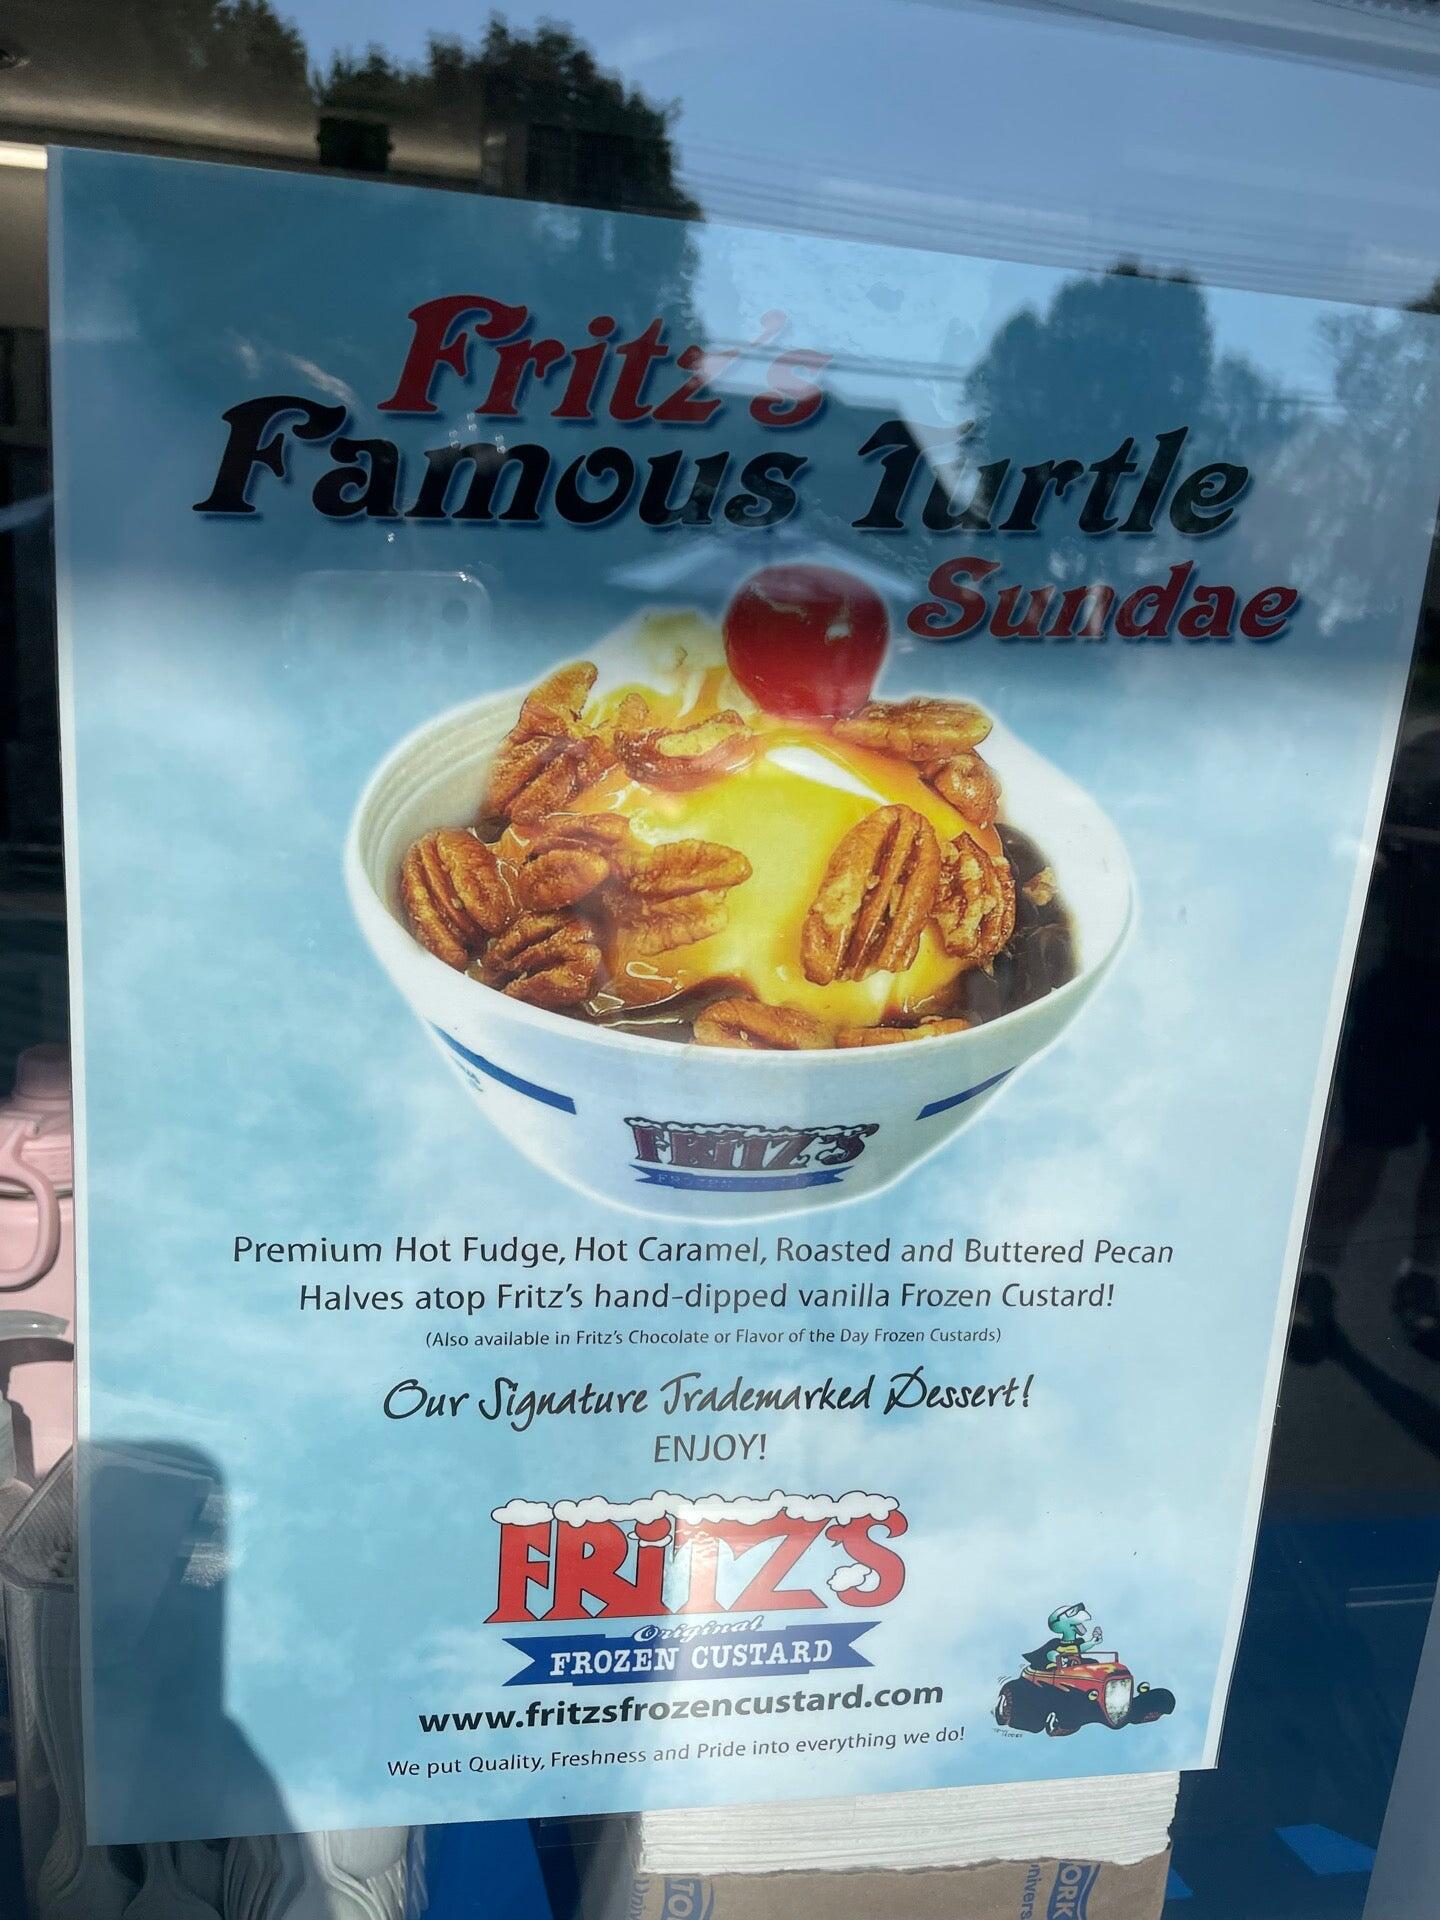 Fritz's
Famous Turtle
Sundae
FRITZ'S
FROZEN
Premium Hot Fudge, Hot Caramel, Roasted and Buttered Pecan
Halves atop Fritz's hand-dipped vanilla Frozen Custard!
(Also available in Fritz's Chocolate or Flavor of the Day Frozen Custards)
Our Signature Trademarked Dessert!
ENJOY!
FRITZ'S
Original
FROZEN CUSTARD
www.fritzsfrozencustard.com
We put Quality, Freshness and Pride into everything we do!